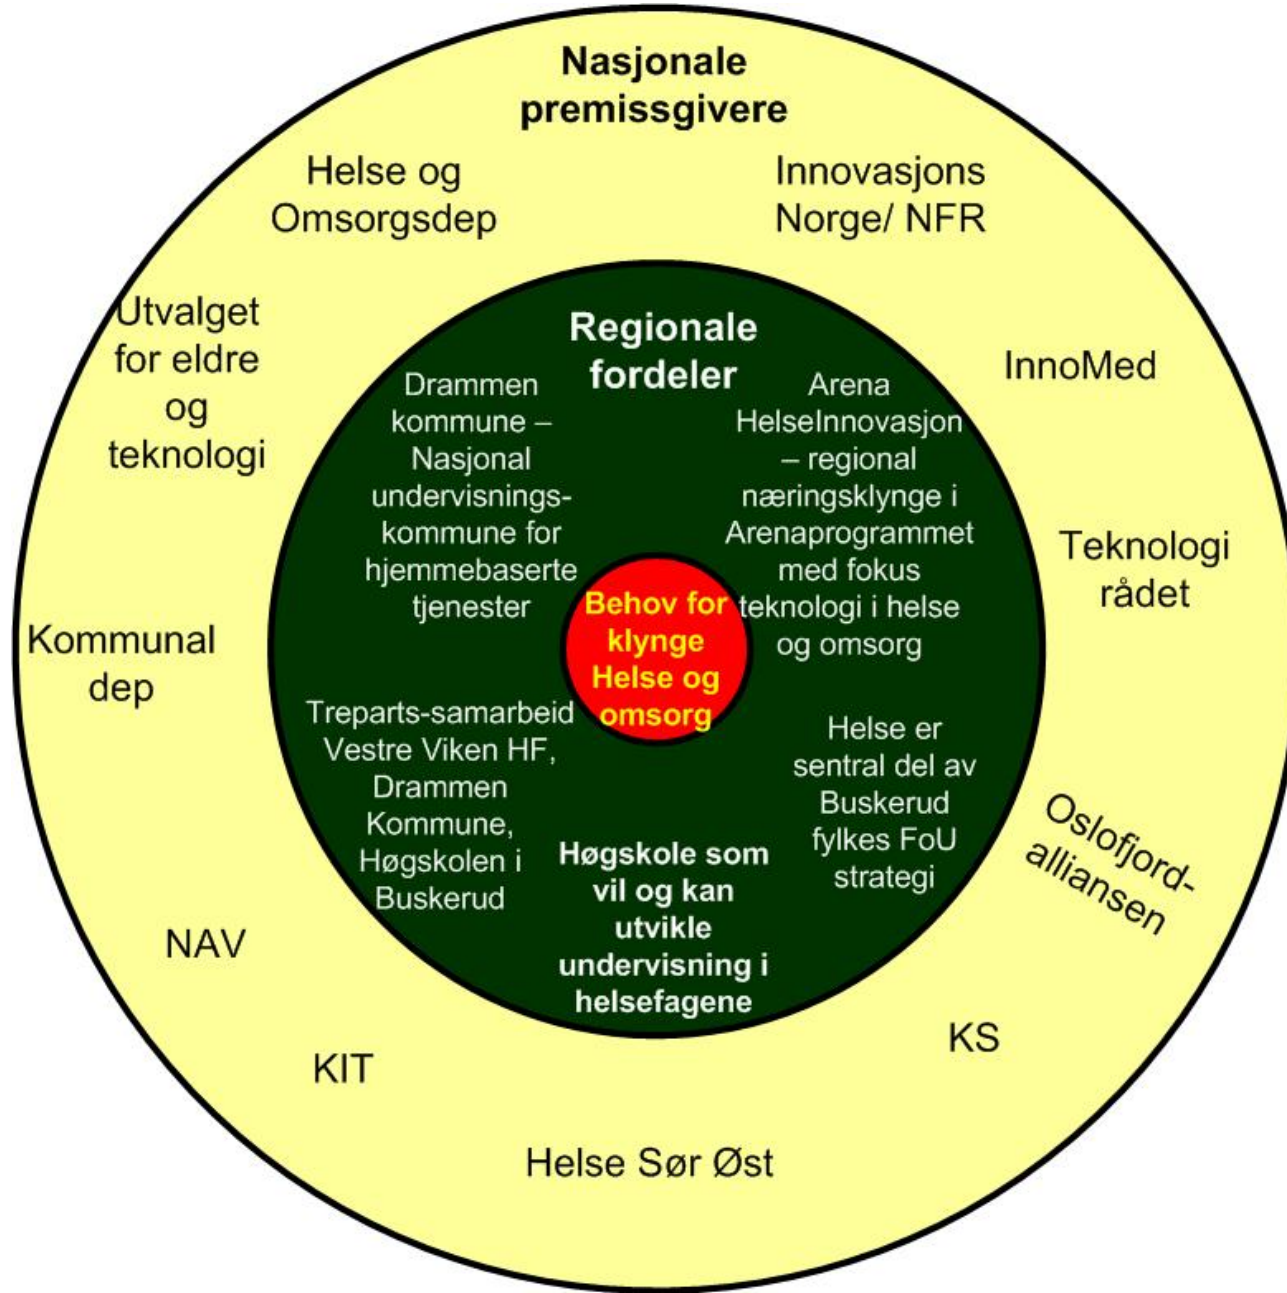 Nasjonale
premissgivere
Helse og
Omsorgsdep
Innovasjons
Norge/ NFR
Utvalget
for eldre
og
teknologi
InnoMed
Teknologi
rådet
Kommunal
dep
Oslofjord-
alliansen
NAV
KS
KIT
Helse Sør Øst
Regionale
fordeler
Drammen
kommune –
Nasjonal
undervisnings-
kommune for
hjemmebaserte
tjenester
Arena
HelseInnovasjon
– regional
næringsklynge i
Arenaprogrammet
med fokus
teknologi i helse
og omsorg
Treparts-samarbeid
Vestre Viken HF,
Drammen
Kommune,
Høgskolen i
Buskerud
Helse er
sentral del av
Buskerud
fylkes FoU
strategi
Høgskole som
vil og kan
utvikle
undervisning i
helsefagene
Behov for
klynge
Helse og
omsorg